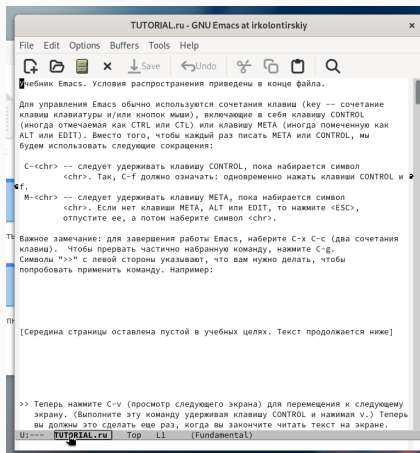 TUTORIAL.ru - GNU Emacs at irkolontirskiy
File Edit Options Buffers Tools Help
Save Undo
Учебник Emacs. Условия распространения приведены в конце файла.
Для управления Emacs обычно используются сочетания клавиш (key -- сочетание
клавиш клавиатуры и/или кнопок мыши), включающие в себя клавишу CONTROL
(иногда отмечаемая как CTRL или CTL) или клавишу META (иногда помеченную как
ALT или EDIT). Вместо того, чтобы каждый раз писать META или CONTROL, мы
будем использовать следующие сокращения:
C-<chr> -- следует удерживать клавишу CONTROL, пока набирается символ
<chr>. Так, C-f должно означать: одновременно нажать клавиши CONTROL и
f.
M-<chr> -- следует удерживать клавишу META, пока набирается символ
<chr>. Если нет клавиши META, ALT или EDIT, то нажмите <ESC>,
отпустите ее, а потом наберите символ <chr>.
Важное замечание: для завершения работы Emacs, наберите C-x C-c (два сочетания
клавиш). Чтобы прервать частично набранную команду, нажмите C-g.
Символы ">>" с левой стороны указывают, что вам нужно делать, чтобы
попробовать применить команду. Например:
[Середина страницы оставлена пустой в учебных целях. Текст продолжается ниже]
>> Теперь нажмите C-v (просмотр следующего экрана) для перемещения к следующему
экрану. (Выполните эту команду удерживая клавишу CONTROL и нажимая v.) Теперь
вы должны это сделать еще раз, когда вы закончите читать текст на экране.
U:--- TUTORIAL.ru Top L1 (Fundamental)